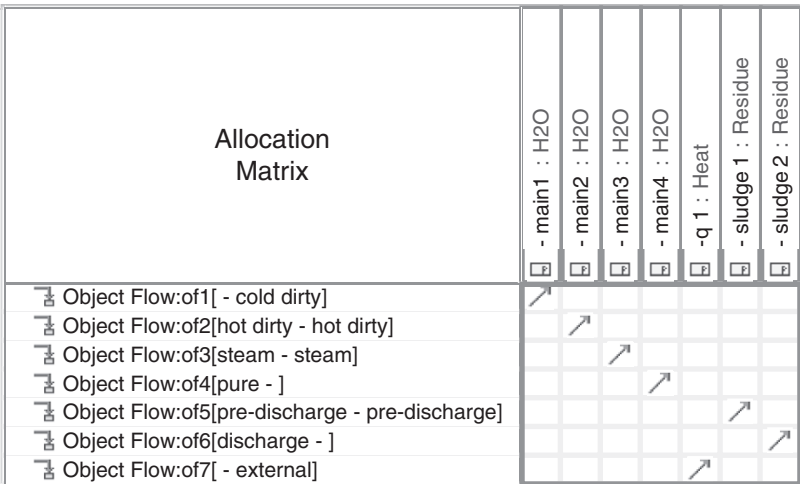 Allocation
Matrix
- main1 : H2O
- main2 : H2O
- main3 : H2O
- main4 : H2O
-q 1 : Heat
- sludge 1 : Residue
- sludge 2 : Residue
Object Flow:of1[ - cold dirty]
Object Flow:of2[hot dirty - hot dirty]
Object Flow:of3[steam - steam]
Object Flow:of4[pure - ]
Object Flow:of5[pre-discharge - pre-discharge]
Object Flow:of6[discharge - ]
Object Flow:of7[ - external]